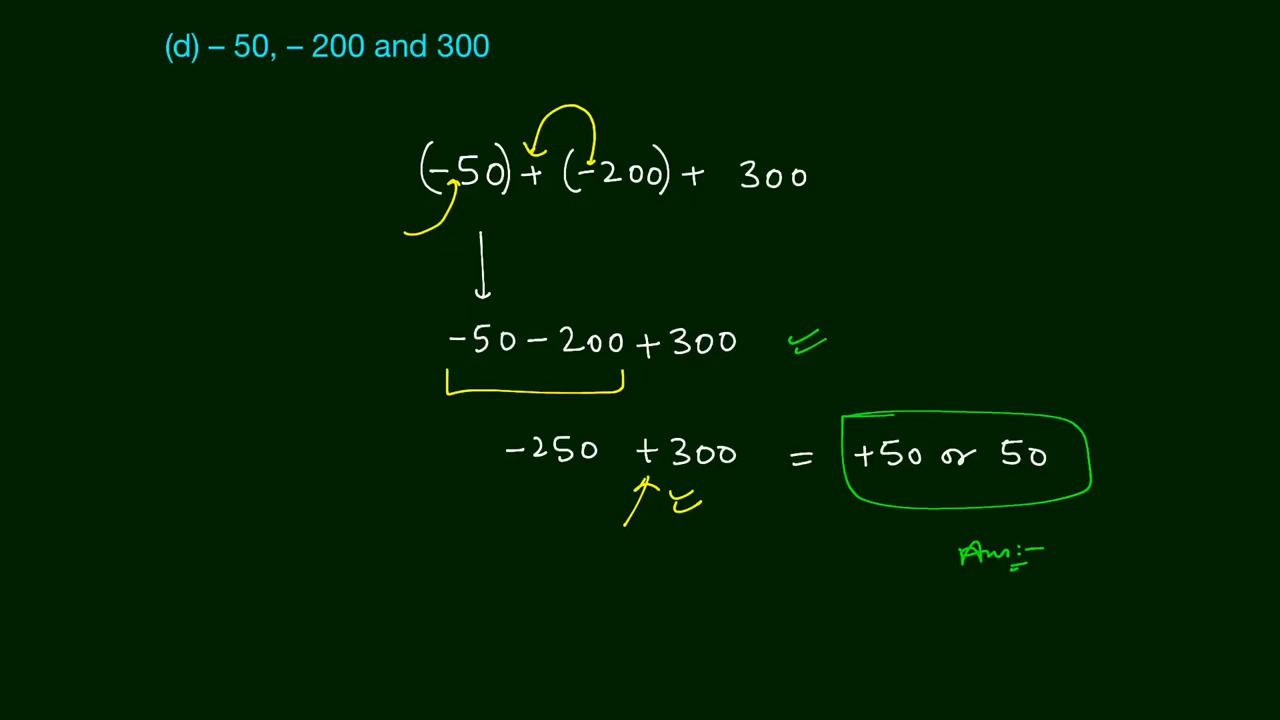 (d) – 50, – 200 and 300
(-50) + (-200) + 300
-50 - 200 + 300
-250 + 300 = +50 or 50
Ans:-